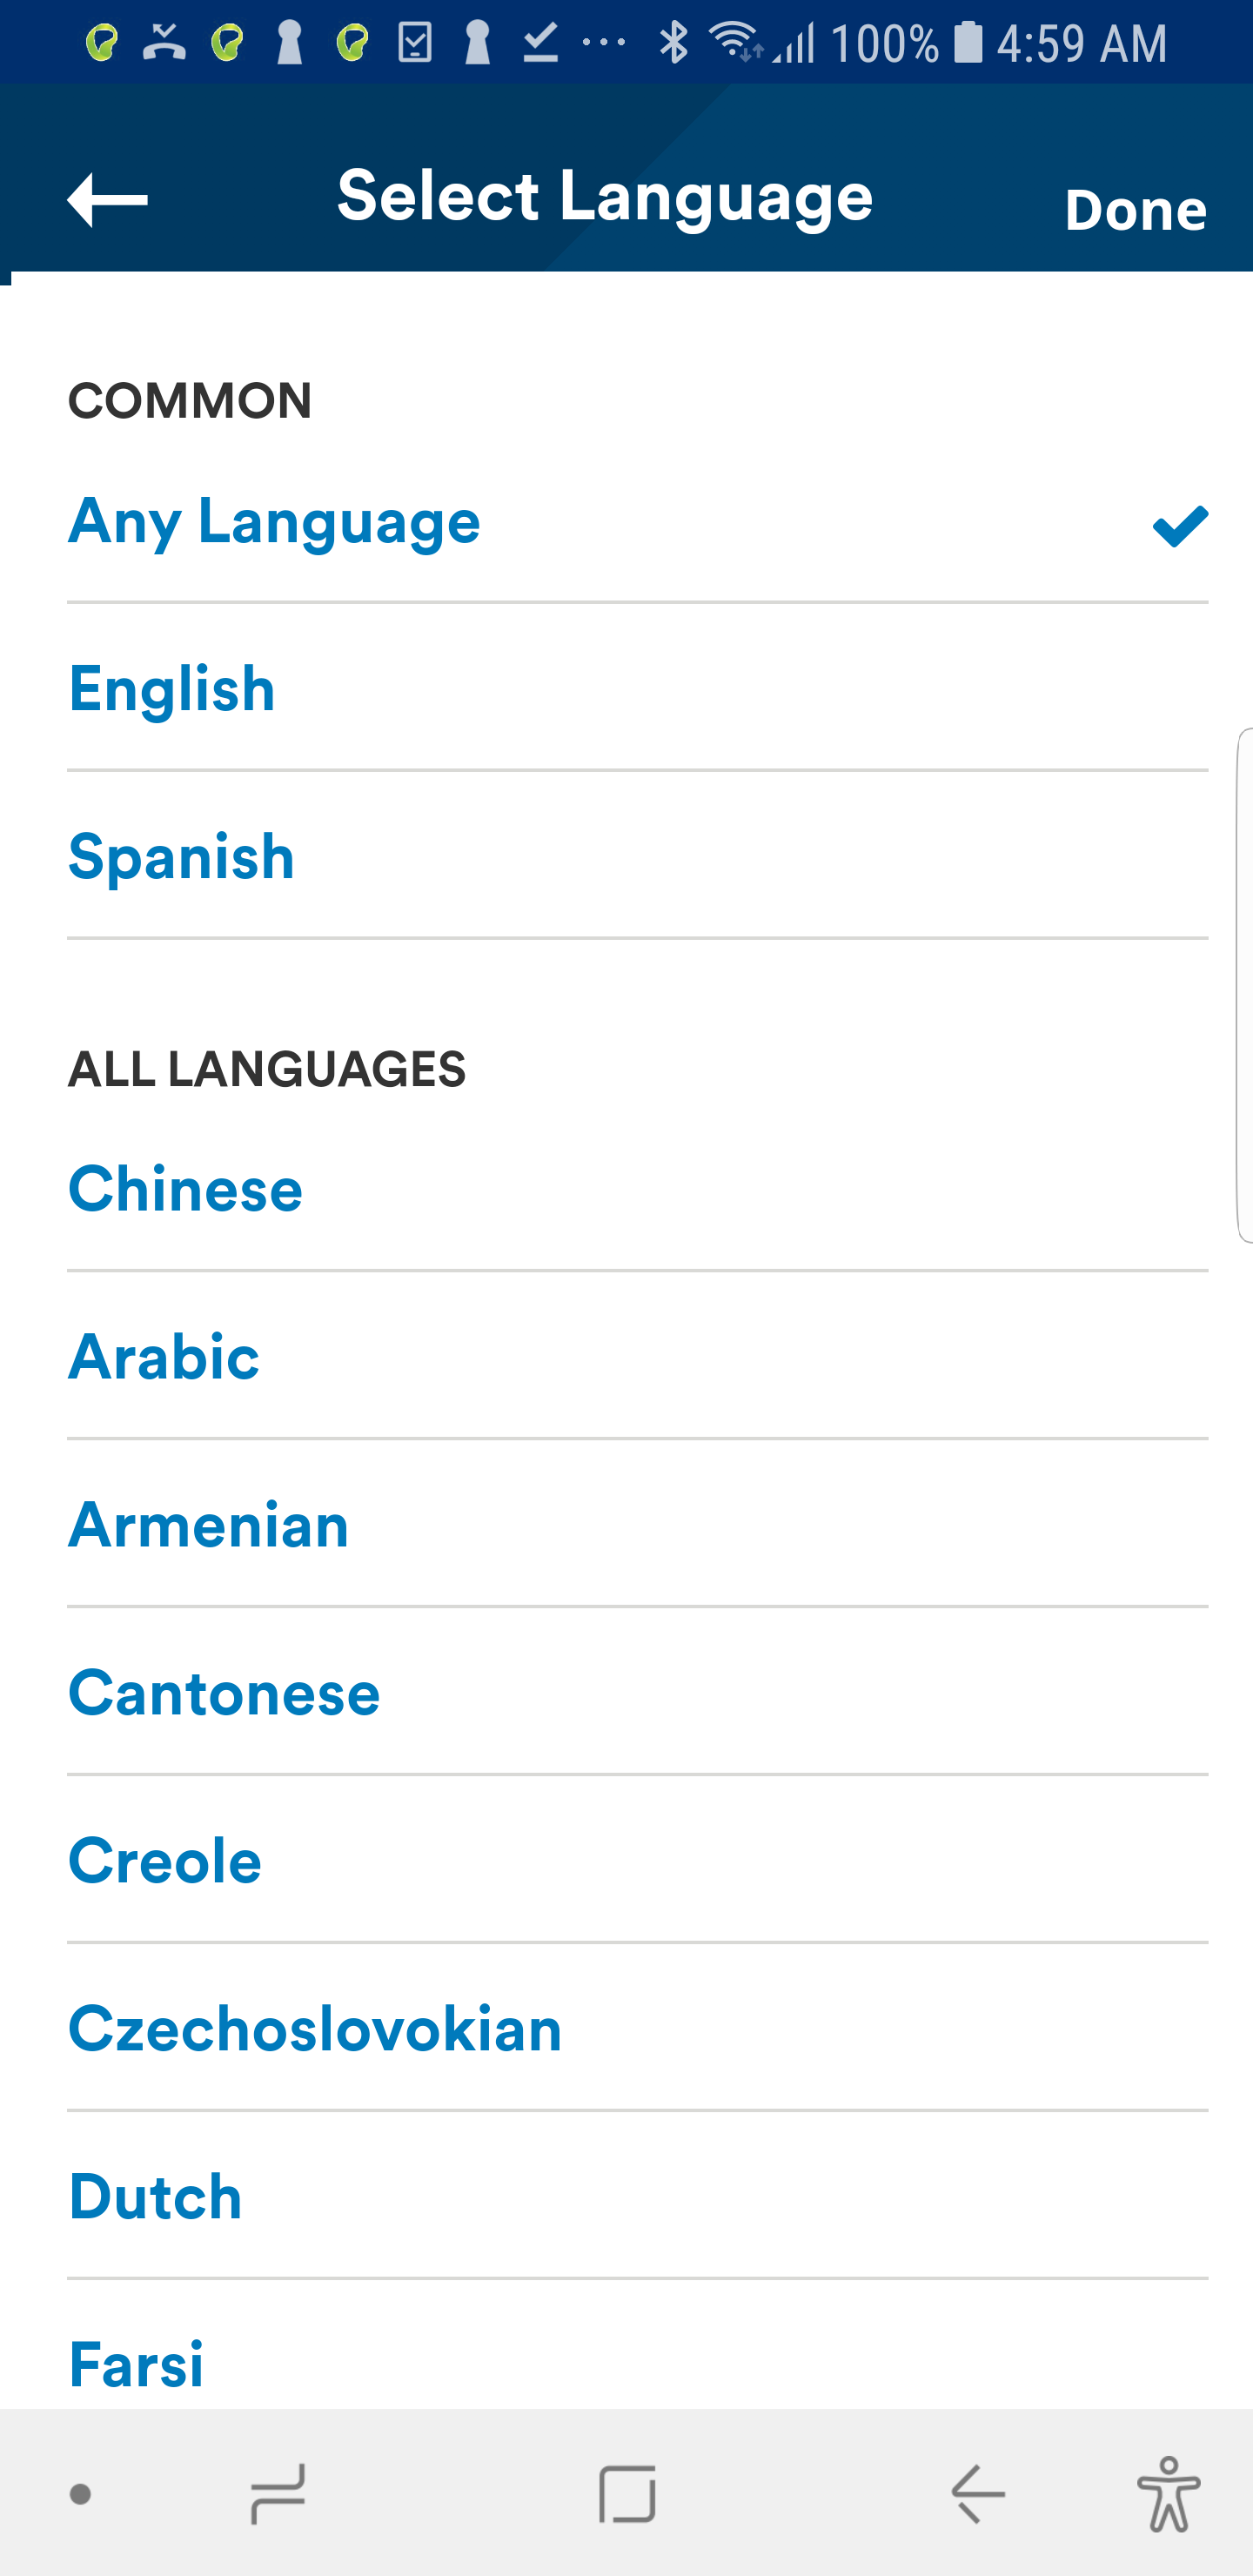 100% 4:59 AM
Select Language
Done
COMMON
Any Language
English
Spanish
ALL LANGUAGES
Chinese
Arabic
Armenian
Cantonese
Creole
Czechoslovokian
Dutch
Farsi